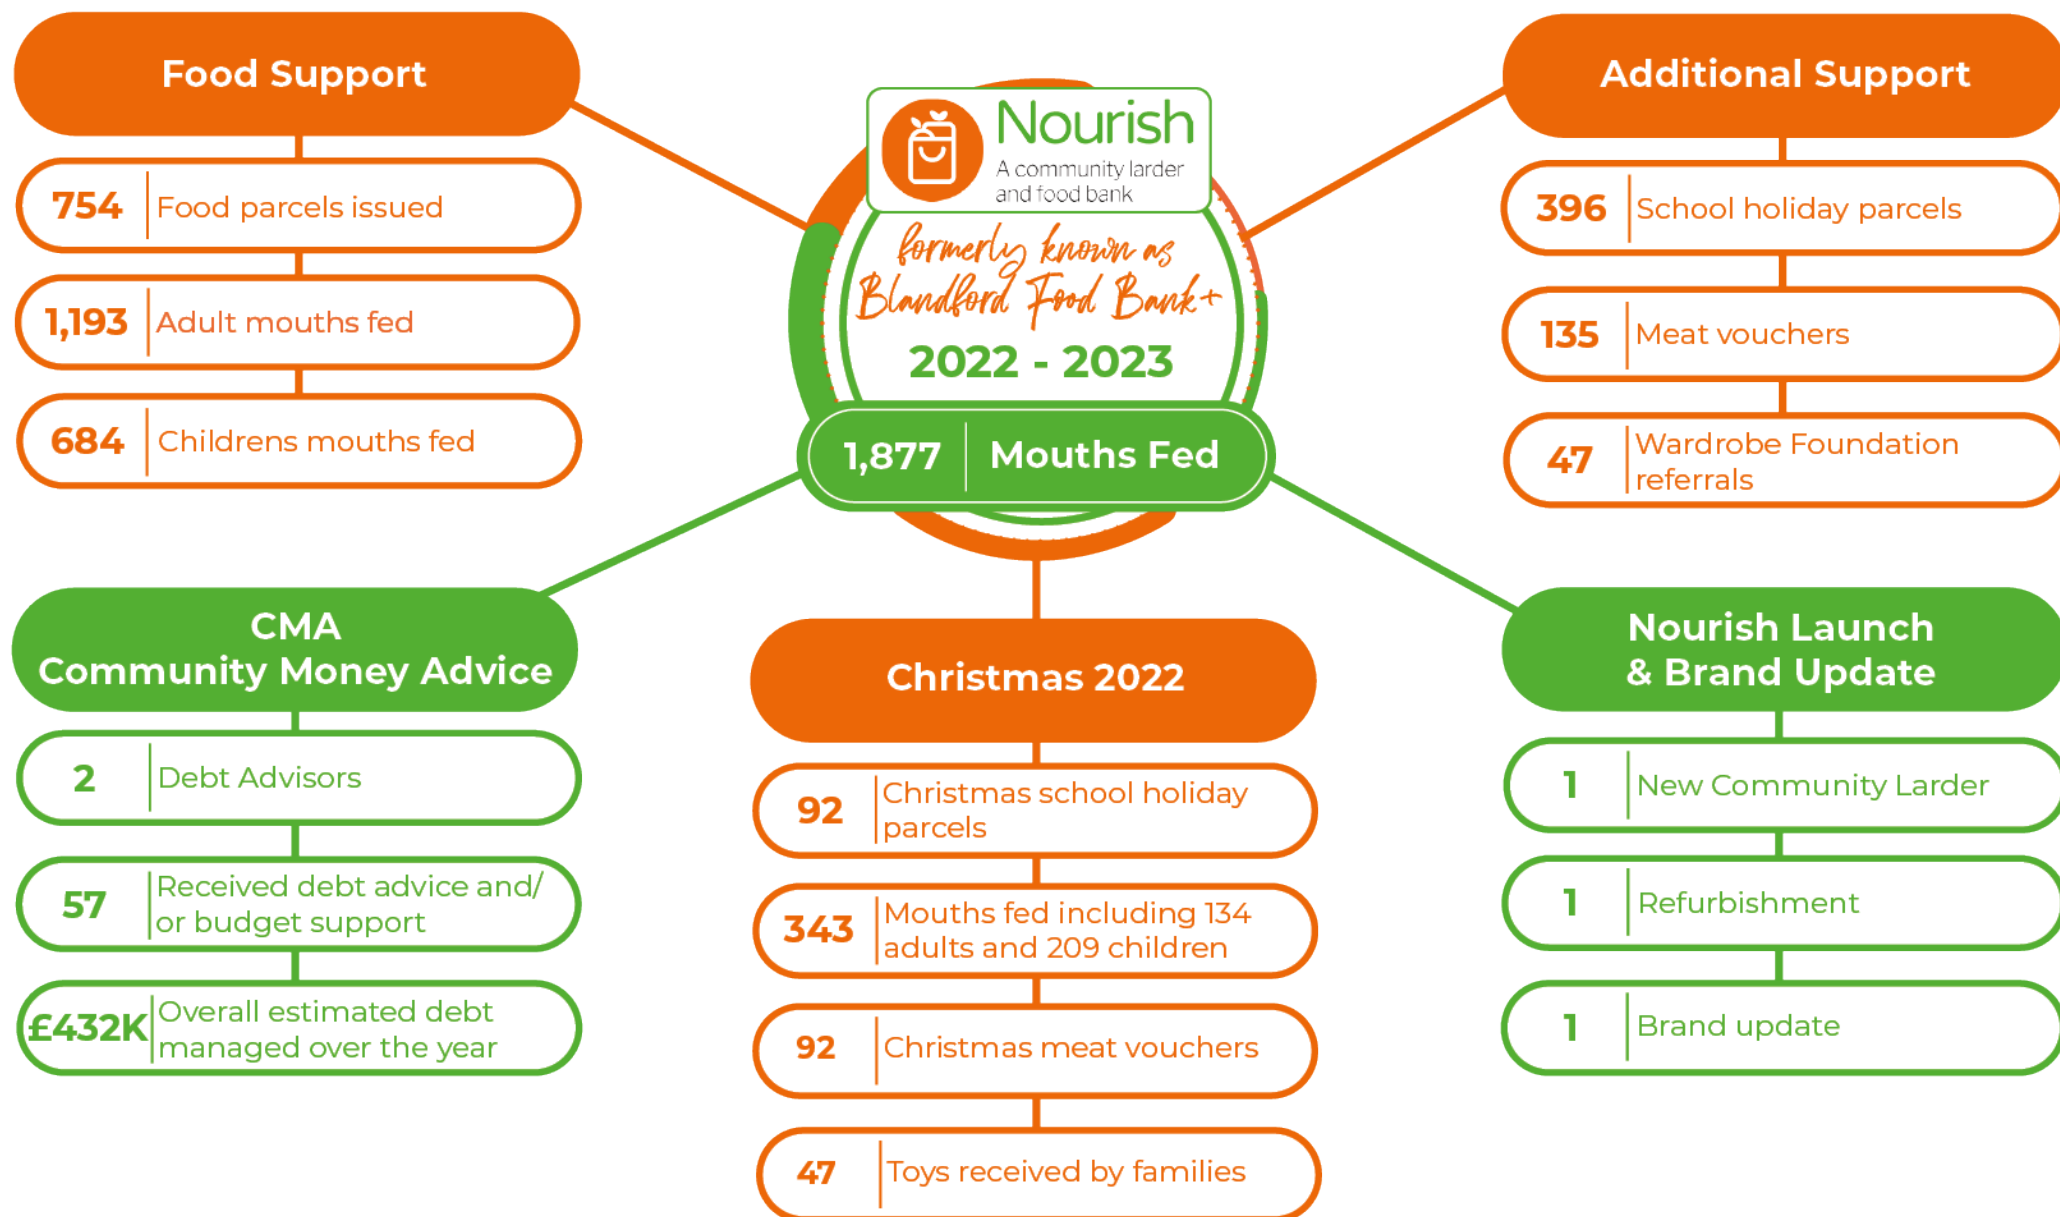 Nourish
A community larder
and food bank
formerly known as
Blandford Food Bank+
2022 - 2023
1,877 Mouths Fed
Food Support
754 Food parcels issued
1,193 Adult mouths fed
684 Childrens mouths fed
Additional Support
396 School holiday parcels
135 Meat vouchers
47 Wardrobe Foundation
referrals
CMA
Community Money Advice
2 Debt Advisors
57 Received debt advice and/
or budget support
£432K Overall estimated debt
managed over the year
Christmas 2022
92 Christmas school holiday
parcels
343 Mouths fed including 134
adults and 209 children
92 Christmas meat vouchers
47 Toys received by families
Nourish Launch
& Brand Update
1 New Community Larder
1 Refurbishment
1 Brand update